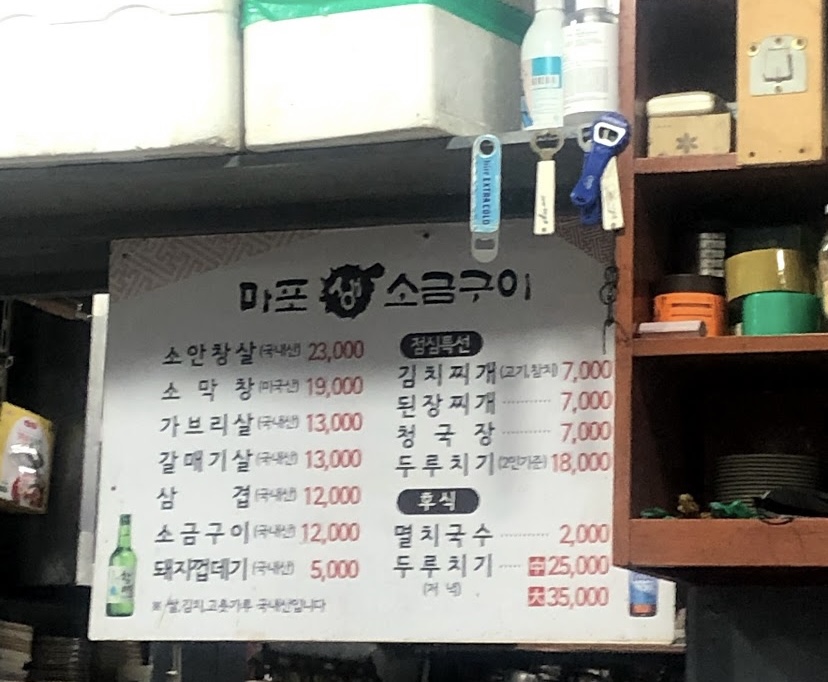 마포 생 소금구이
소안창살(국내산) 23,000
소막창(미국산) 19,000
가브리살(국내산) 13,000
갈매기살(국내산) 13,000
삼겹(국내산) 12,000
소금구이(국내산) 12,000
돼지껍데기(국내산) 5,000
※ 쌀,김치,고춧가루 국내산입니다
점심특선
김치찌개(고기,참치) 7,000
된장찌개 ·········· 7,000
청국장 ·········· 7,000
두루치기(2인기준) 18,000
후식
멸치국수 ·········· 2,000
두루치기 ····· 中 25,000
(저녁) 大 35,000
EXTRA COLD